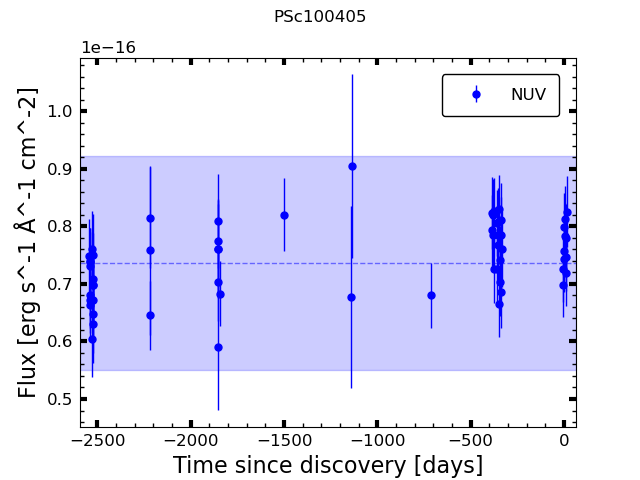 PSc100405
1e−16
NUV
Flux [erg s^-1 Å^-1 cm^-2]
1.0
0.9
0.8
0.7
0.6
0.5
−2500 −2000 −1500 −1000 −500 0
Time since discovery [days]